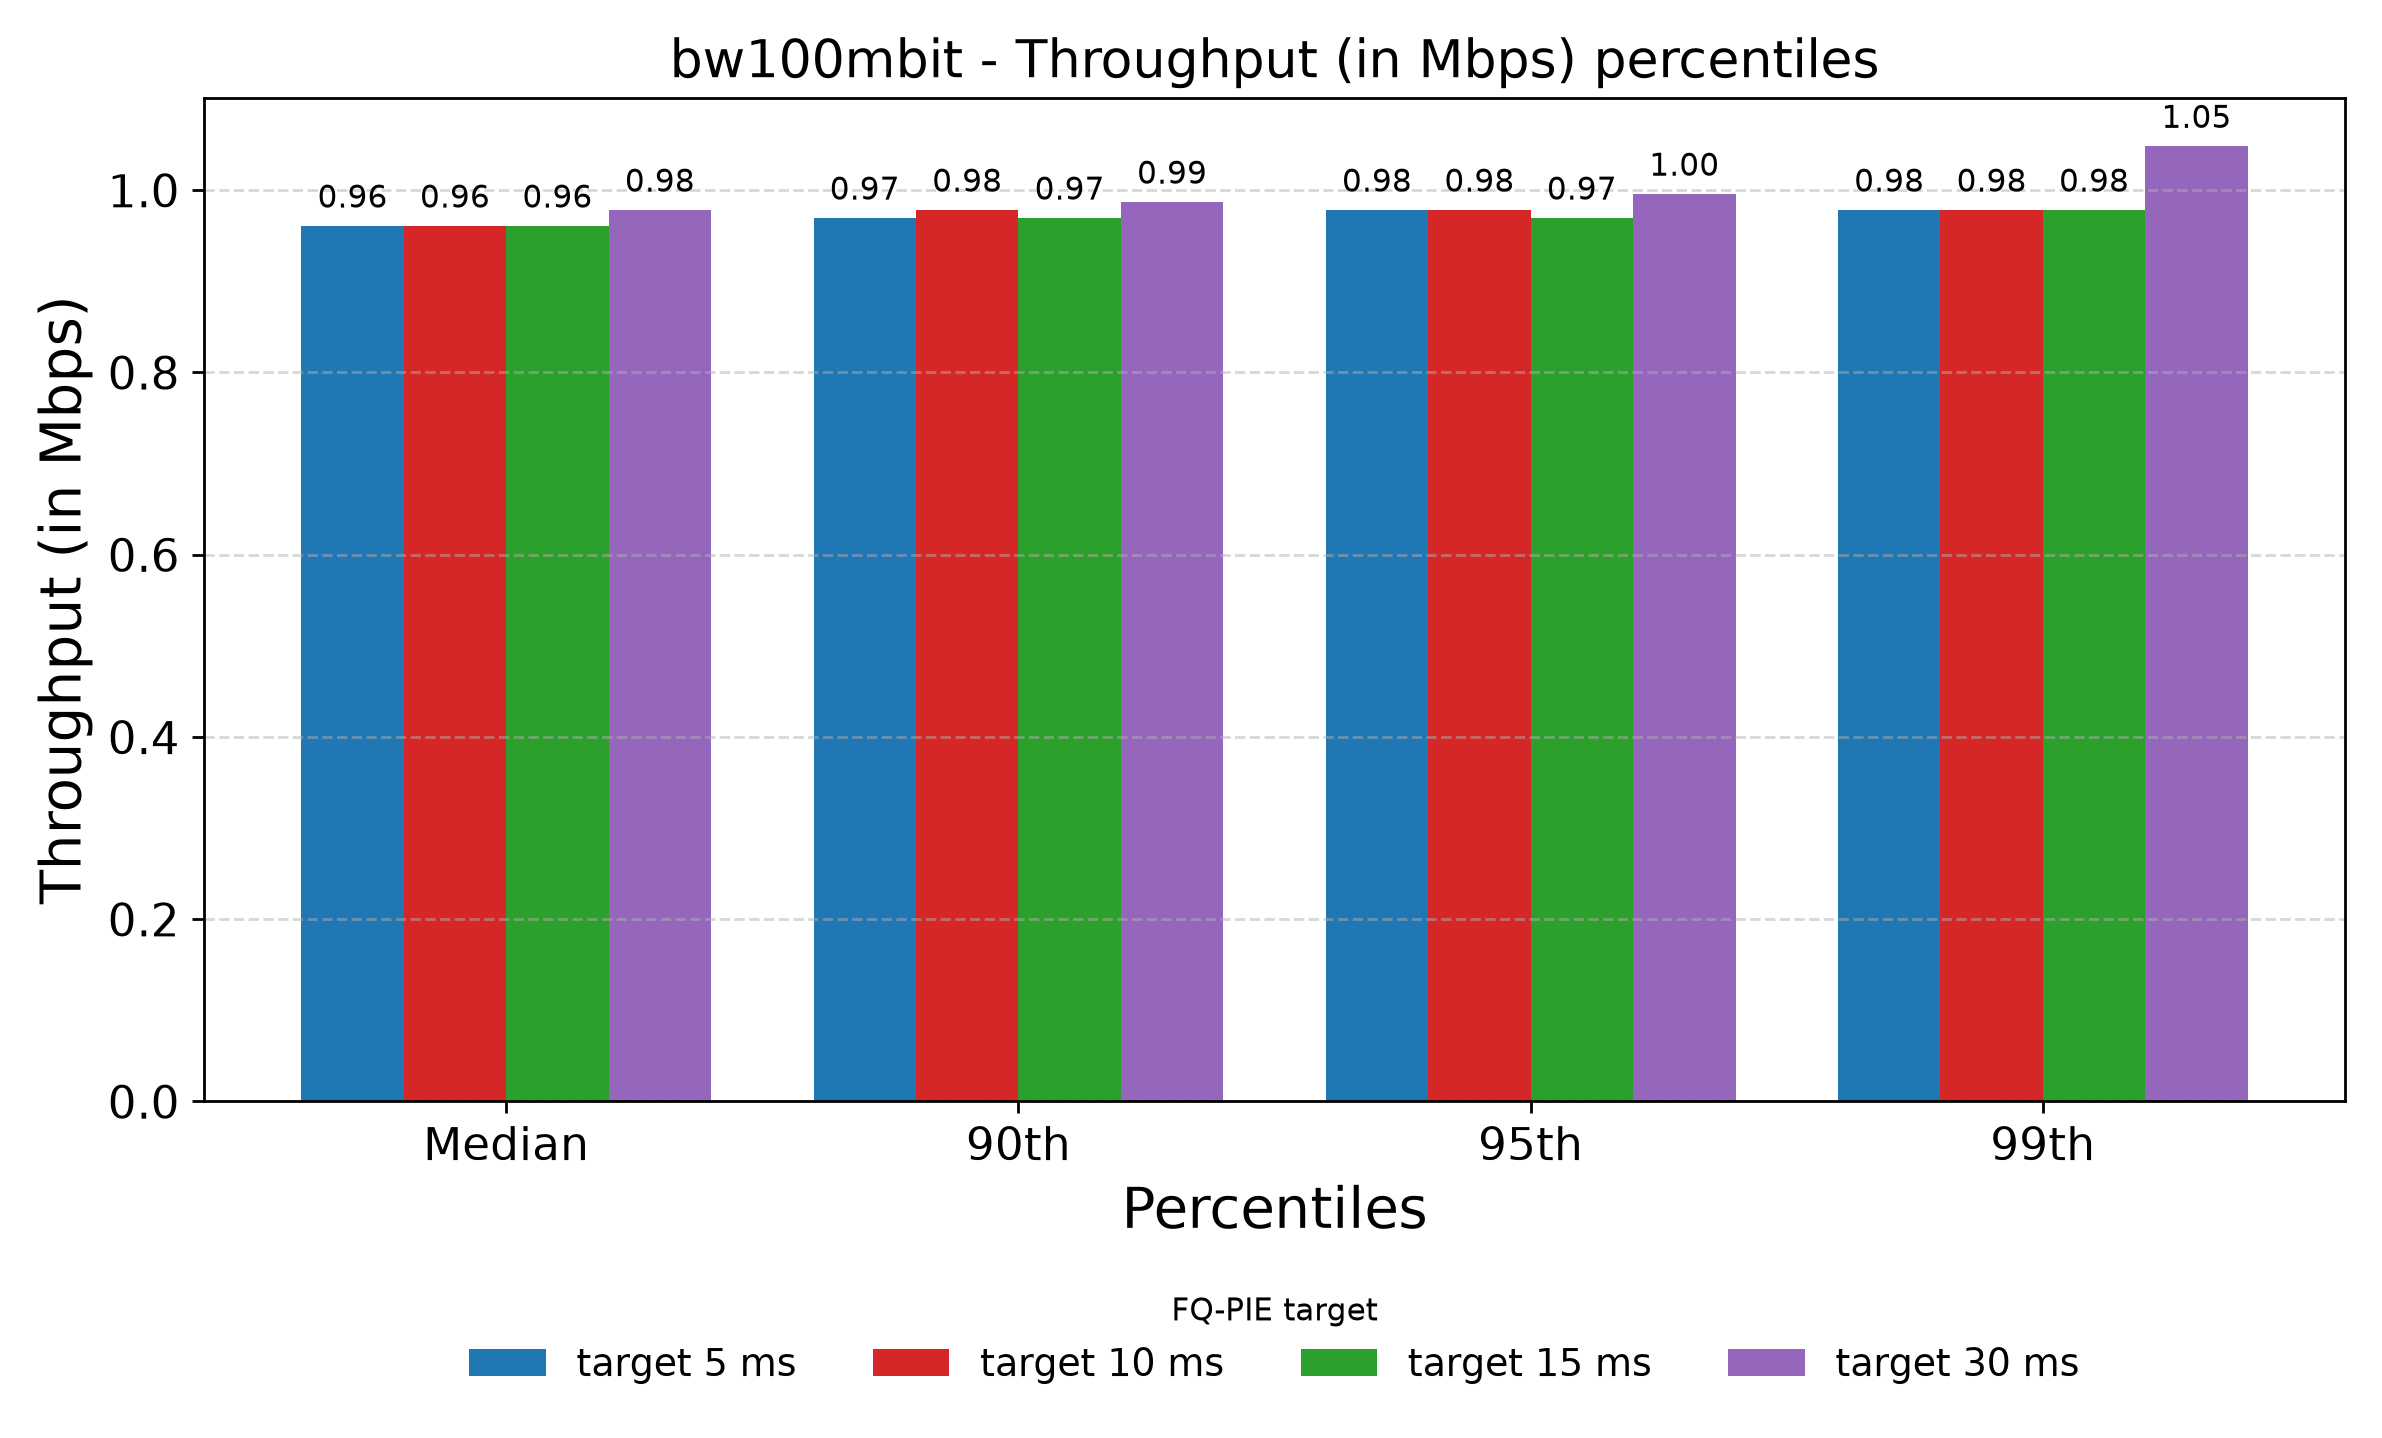 bw100mbit - Throughput (in Mbps) percentiles
Throughput (in Mbps)
1.0
0.8
0.6
0.4
0.2
0.0
0.96 0.96 0.96 0.98
0.97 0.98 0.97 0.99
0.98 0.98 0.97 1.00
0.98 0.98 0.98 1.05
Median 90th 95th 99th
Percentiles
FQ-PIE target
target 5 ms target 10 ms target 15 ms target 30 ms